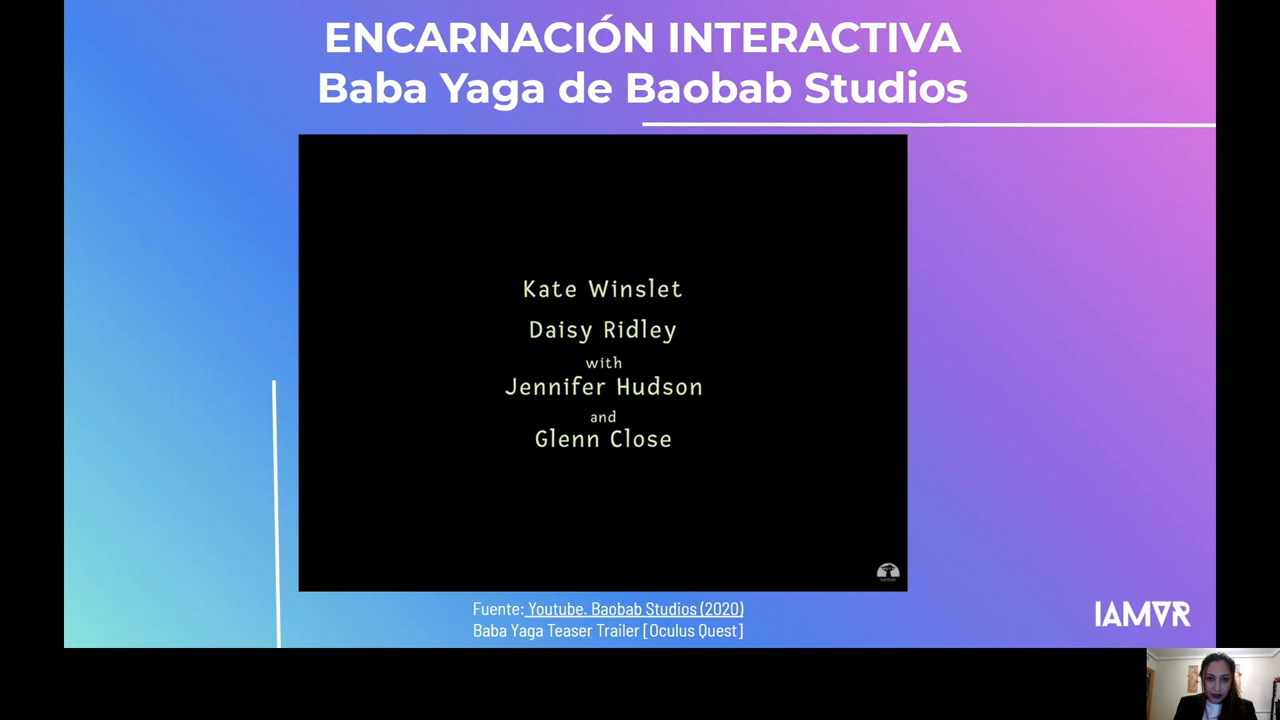 ENCARNACIÓN INTERACTIVA
Baba Yaga de Baobab Studios
Kate Winslet
Daisy Ridley
with
Jennifer Hudson
and
Glenn Close
Fuente: Youtube. Baobab Studios (2020)
Baba Yaga Teaser Trailer [Oculus Quest]
IAMVR